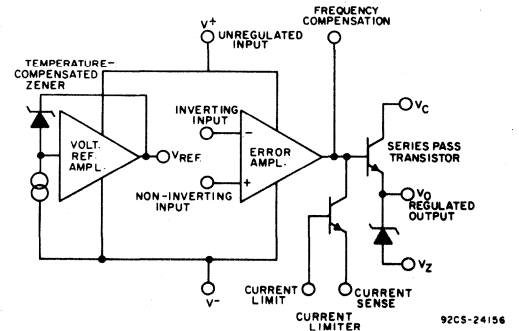 FREQUENCY
COMPENSATION
V+
UNREGULATED
INPUT
TEMPERATURE-
COMPENSATED
ZENER
INVERTING
INPUT
VOLT.
REF.
AMPL.
VREF.
ERROR
AMPL.
NON-INVERTING
INPUT
VC
SERIES PASS
TRANSISTOR
VO
REGULATED
OUTPUT
VZ
V-
CURRENT
LIMIT
CURRENT
SENSE
CURRENT
LIMITER
92CS-24156